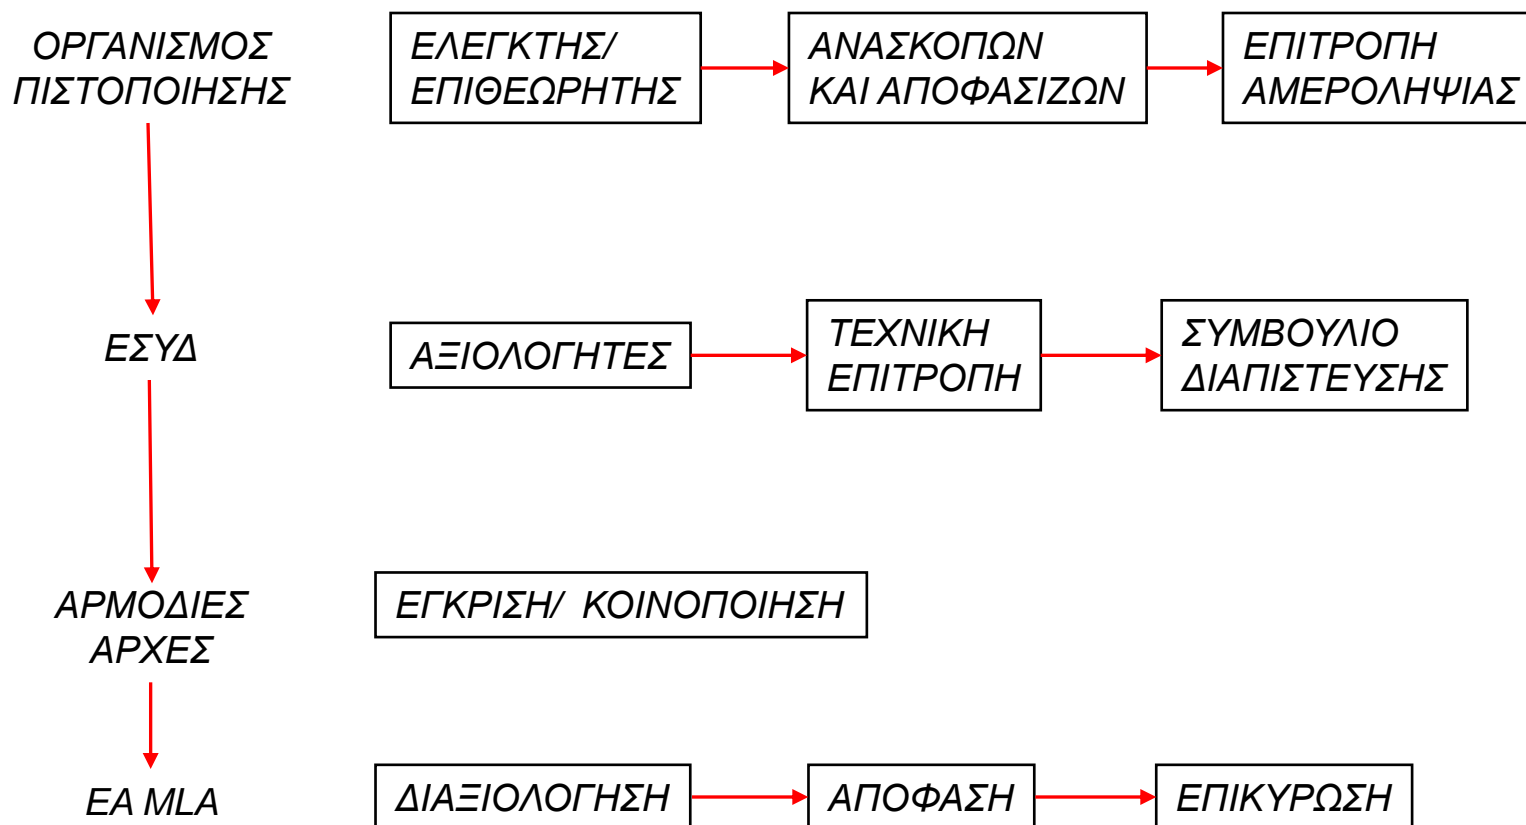 ΟΡΓΑΝΙΣΜΟΣ
ΠΙΣΤΟΠΟΙΗΣΗΣ
ΕΛΕΓΚΤΗΣ/
ΕΠΙΘΕΩΡΗΤΗΣ
ΑΝΑΣΚΟΠΩΝ
ΚΑΙ ΑΠΟΦΑΣΙΖΩΝ
ΕΠΙΤΡΟΠΗ
ΑΜΕΡΟΛΗΨΙΑΣ
ΕΣΥΔ
ΑΞΙΟΛΟΓΗΤΕΣ
ΤΕΧΝΙΚΗ
ΕΠΙΤΡΟΠΗ
ΣΥΜΒΟΥΛΙΟ
ΔΙΑΠΙΣΤΕΥΣΗΣ
ΑΡΜΟΔΙΕΣ
ΑΡΧΕΣ
ΕΓΚΡΙΣΗ/ ΚΟΙΝΟΠΟΙΗΣΗ
EA MLA
ΔΙΑΞΙΟΛΟΓΗΣΗ
ΑΠΟΦΑΣΗ
ΕΠΙΚΥΡΩΣΗ